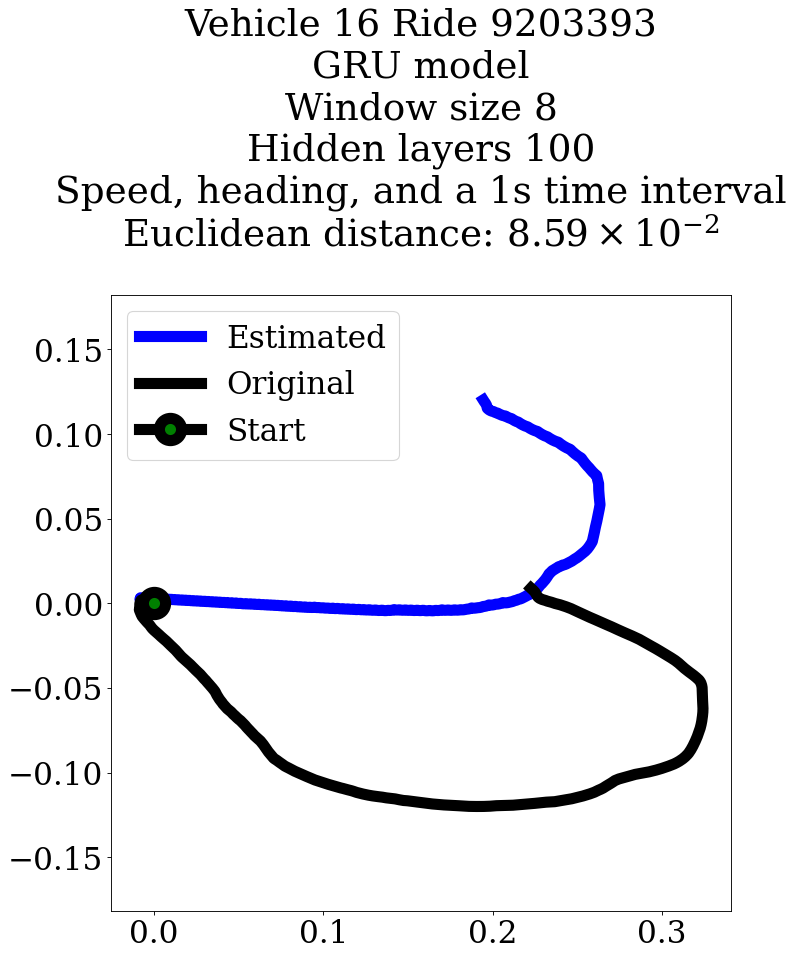 Vehicle 16 Ride 9203393
GRU model
Window size 8
Hidden layers 100
Speed, heading, and a 1s time interval
Euclidean distance: 8.59 × 10⁻²
Estimated
Original
Start
0.15
0.10
0.05
0.00
−0.05
−0.10
−0.15
0.0 0.1 0.2 0.3